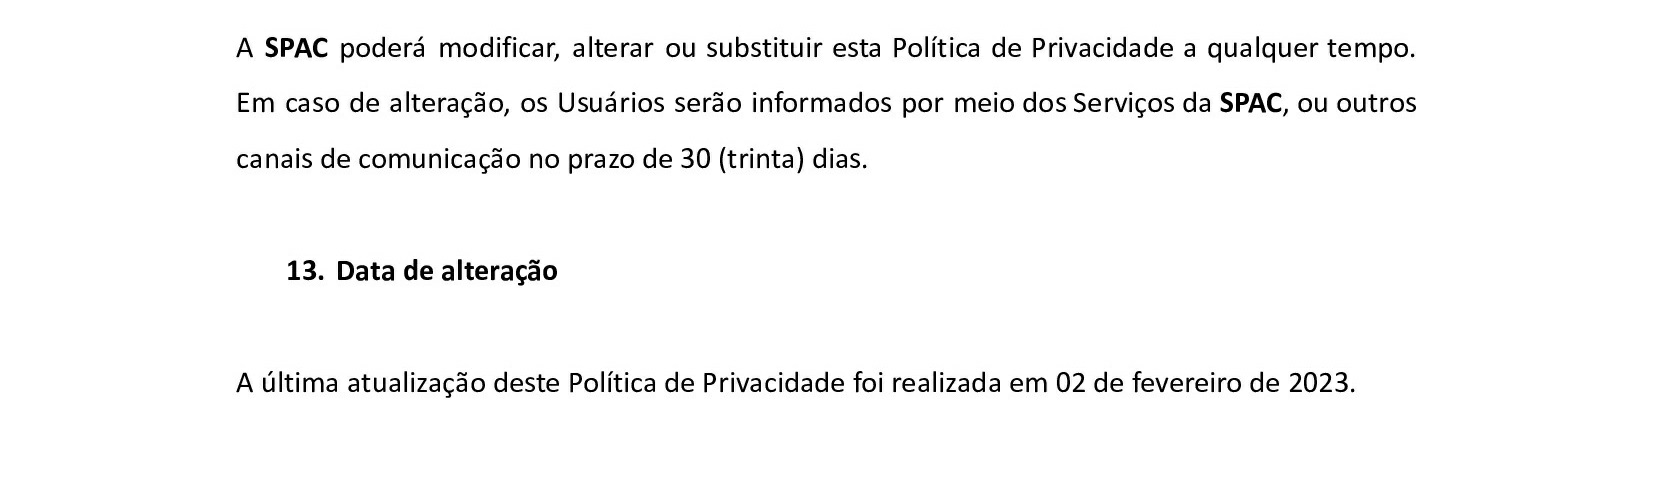 A SPAC poderá modificar, alterar ou substituir esta Política de Privacidade a qualquer tempo.
Em caso de alteração, os Usuários serão informados por meio dos Serviços da SPAC, ou outros
canais de comunicação no prazo de 30 (trinta) dias.
13. Data de alteração
A última atualização deste Política de Privacidade foi realizada em 02 de fevereiro de 2023.